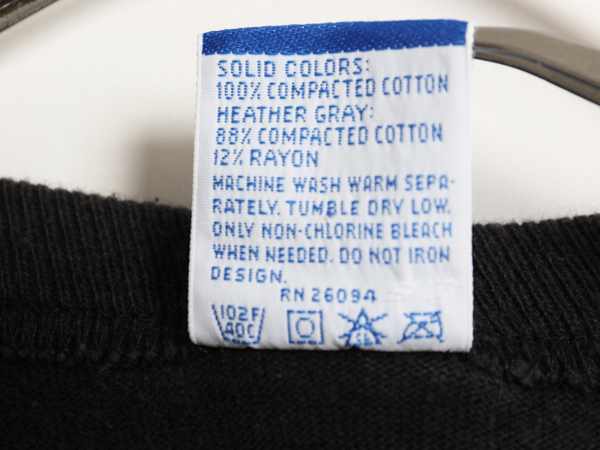 SOLID COLORS:
100% COMPACTED COTTON
HEATHER GRAY:
88% COMPACTED COTTON
12% RAYON
MACHINE WASH WARM SEPA-
RATELY. TUMBLE DRY LOW.
ONLY NON-CHLORINE BLEACH
WHEN NEEDED. DO NOT IRON
DESIGN.
RN 26094
102F
40C
CL